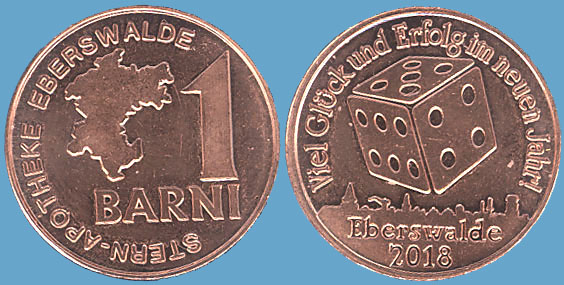 STERN-APOTHEKE EBERSWALDE
1
BARNI
Viel Glück und Erfolg im neuen Jahr!
Eberswalde
2018